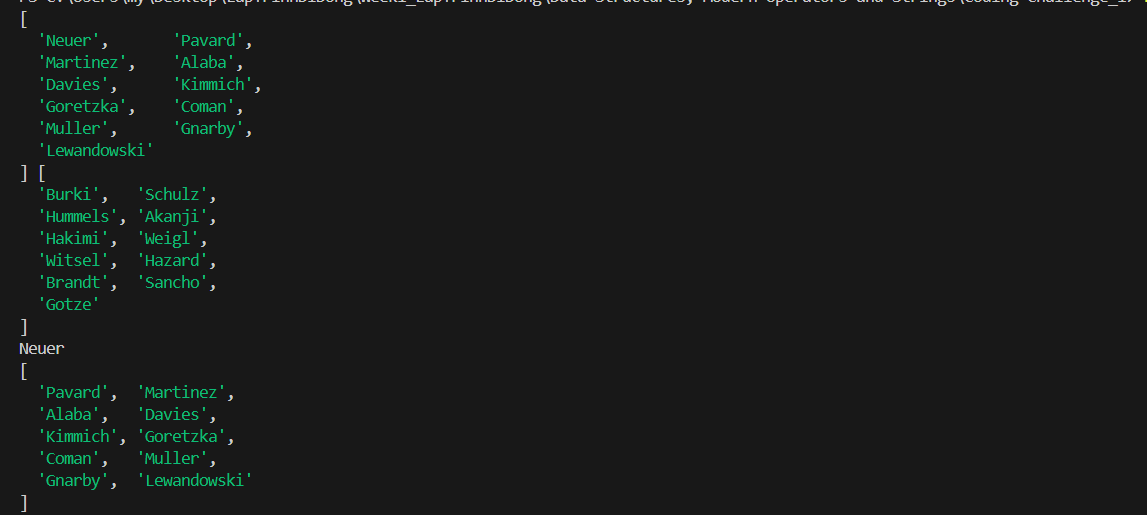 [
  'Neuer',       'Pavard',
  'Martinez',    'Alaba',
  'Davies',      'Kimmich',
  'Goretzka',    'Coman',
  'Muller',      'Gnarby',
  'Lewandowski'
] [
  'Burki',   'Schulz',
  'Hummels', 'Akanji',
  'Hakimi',  'Weigl',
  'Witsel',  'Hazard',
  'Brandt',  'Sancho',
  'Gotze'
]
Neuer
[
  'Pavard',  'Martinez',
  'Alaba',   'Davies',
  'Kimmich', 'Goretzka',
  'Coman',   'Muller',
  'Gnarby',  'Lewandowski'
]